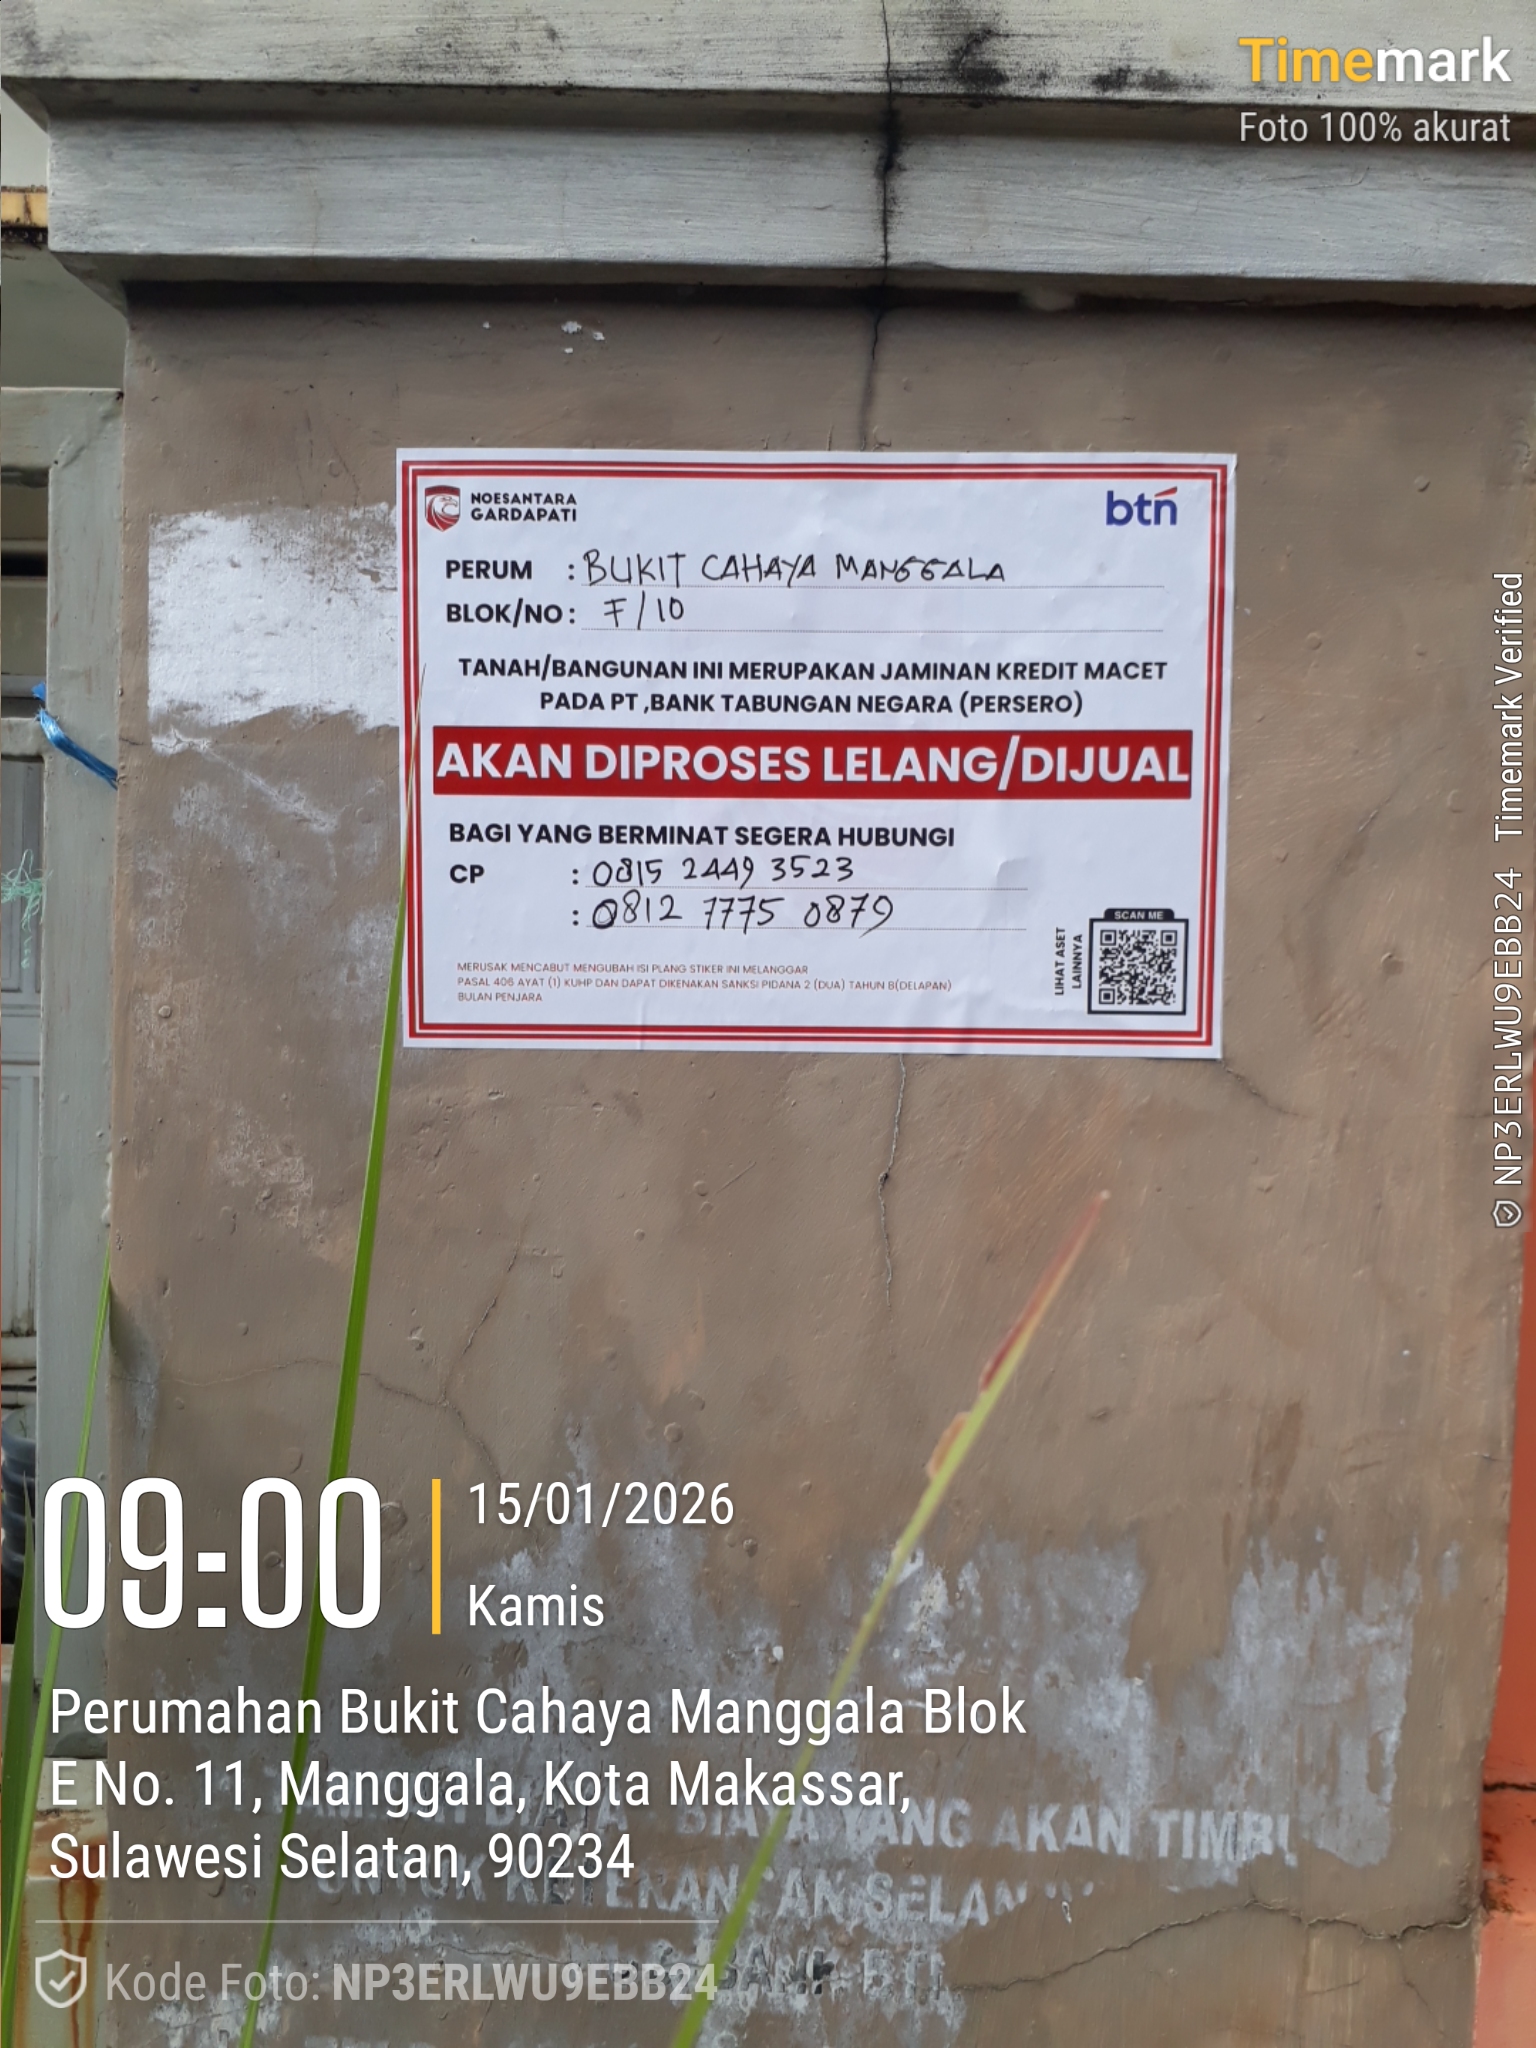 Timemark
Foto 100% akurat
NOESANTARA
GARDAPATI
btn
PERUM : BUKIT CAHAYA MANGGALA
BLOK/NO : F/10
TANAH/BANGUNAN INI MERUPAKAN JAMINAN KREDIT MACET
PADA PT ,BANK TABUNGAN NEGARA (PERSERO)
AKAN DIPROSES LELANG/DIJUAL
BAGI YANG BERMINAT SEGERA HUBUNGI
CP : 0815 2449 3523
: 0812 7775 0879
SCAN ME
LIHAT ASET
LAINNYA
MERUSAK MENCABUT MENGUBAH ISI PLANG STIKER INI MELANGGAR
PASAL 406 AYAT (1) KUHP DAN DAPAT DIKENAKAN SANKSI PIDANA 2 (DUA) TAHUN 8(DELAPAN)
BULAN PENJARA
NP3ERLWU9EBB24 Timemark Verified
09:00
15/01/2026
Kamis
Perumahan Bukit Cahaya Manggala Blok
E No. 11, Manggala, Kota Makassar,
Sulawesi Selatan, 90234
YANG AKAN
BANK
Kode Foto: NP3ERLWU9EBB24